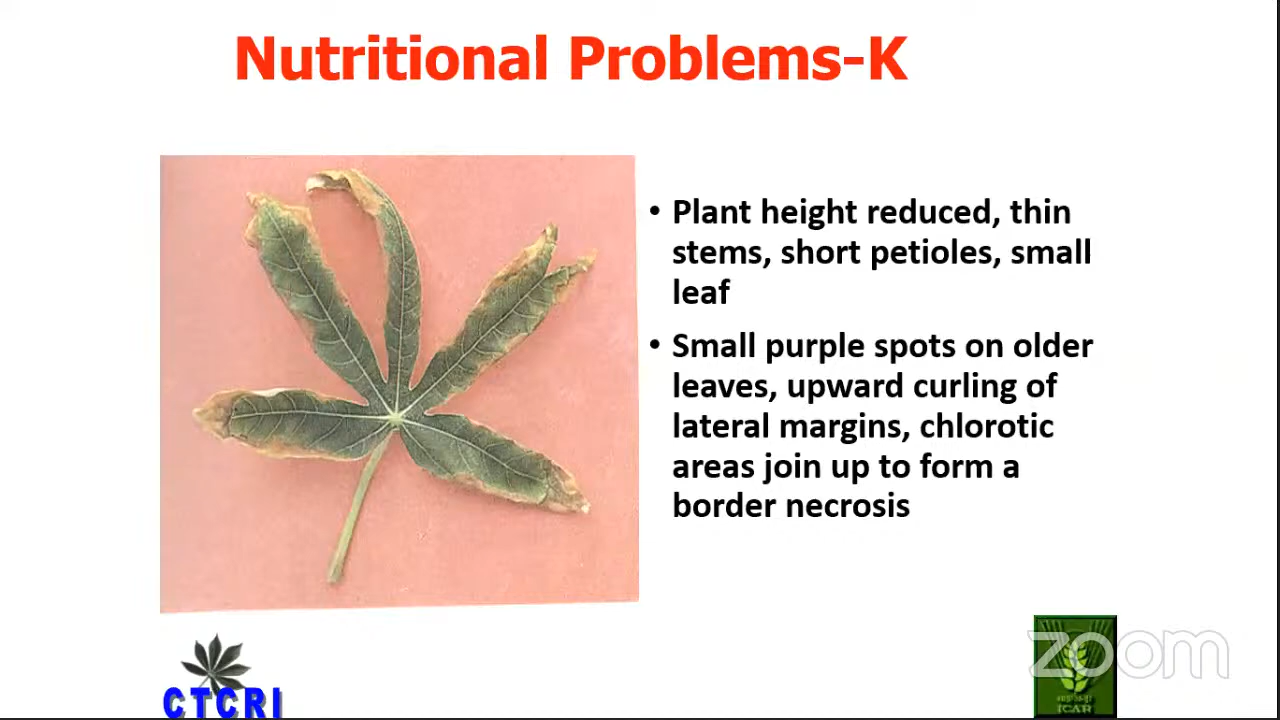 Nutritional Problems-K
• Plant height reduced, thin
stems, short petioles, small
leaf
• Small purple spots on older
leaves, upward curling of
lateral margins, chlorotic
areas join up to form a
border necrosis
CTCRI
zoom
ICAR